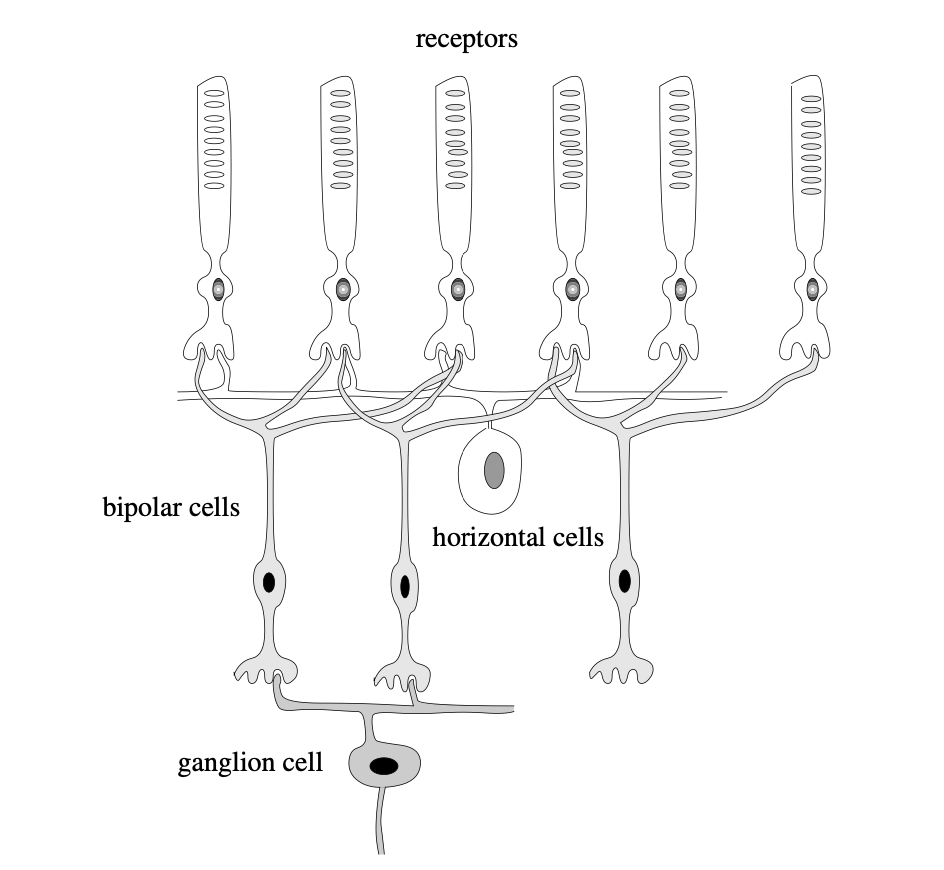 receptors
bipolar cells
horizontal cells
ganglion cell